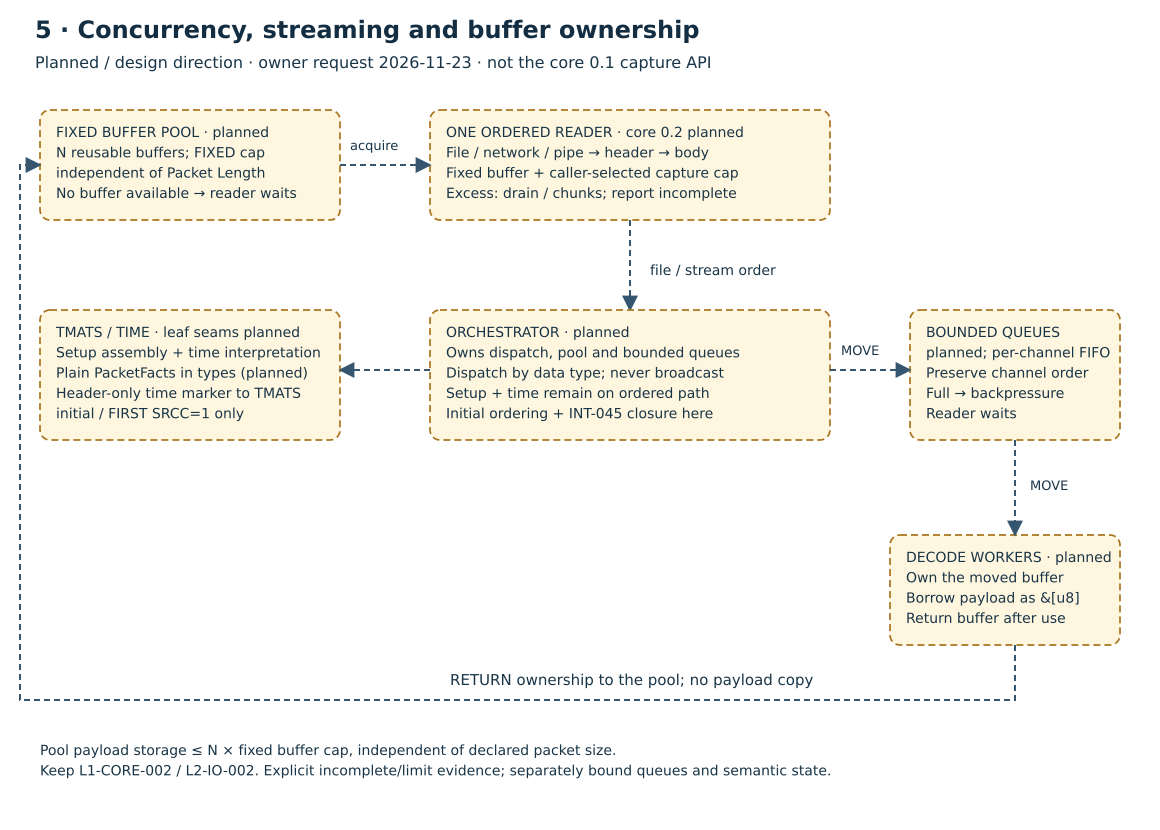 5 · Concurrency, streaming and buffer ownership
Planned / design direction · owner request 2026-11-23 · not the core 0.1 capture API
FIXED BUFFER POOL · planned
N reusable buffers; FIXED cap
independent of Packet Length
No buffer available → reader waits
acquire
ONE ORDERED READER · core 0.2 planned
File / network / pipe → header → body
Fixed buffer + caller-selected capture cap
Excess: drain / chunks; report incomplete
file / stream order
TMATS / TIME · leaf seams planned
Setup assembly + time interpretation
Plain PacketFacts in types (planned)
Header-only time marker to TMATS
initial / FIRST SRCC=1 only
ORCHESTRATOR · planned
Owns dispatch, pool and bounded queues
Dispatch by data type; never broadcast
Setup + time remain on ordered path
Initial ordering + INT-045 closure here
MOVE
BOUNDED QUEUES
planned; per-channel FIFO
Preserve channel order
Full → backpressure
Reader waits
MOVE
DECODE WORKERS · planned
Own the moved buffer
Borrow payload as &[u8]
Return buffer after use
RETURN ownership to the pool; no payload copy
Pool payload storage ≤ N × fixed buffer cap, independent of declared packet size.
Keep L1-CORE-002 / L2-IO-002. Explicit incomplete/limit evidence; separately bound queues and semantic state.